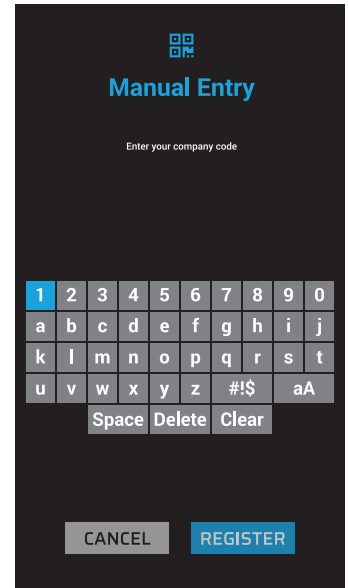 Manual Entry
Enter your company code
1 2 3 4 5 6 7 8 9 0
a b c d e f g h i j
k l m n o p q r s t
u v w x y z #!$ aA
Space Delete Clear
CANCEL REGISTER